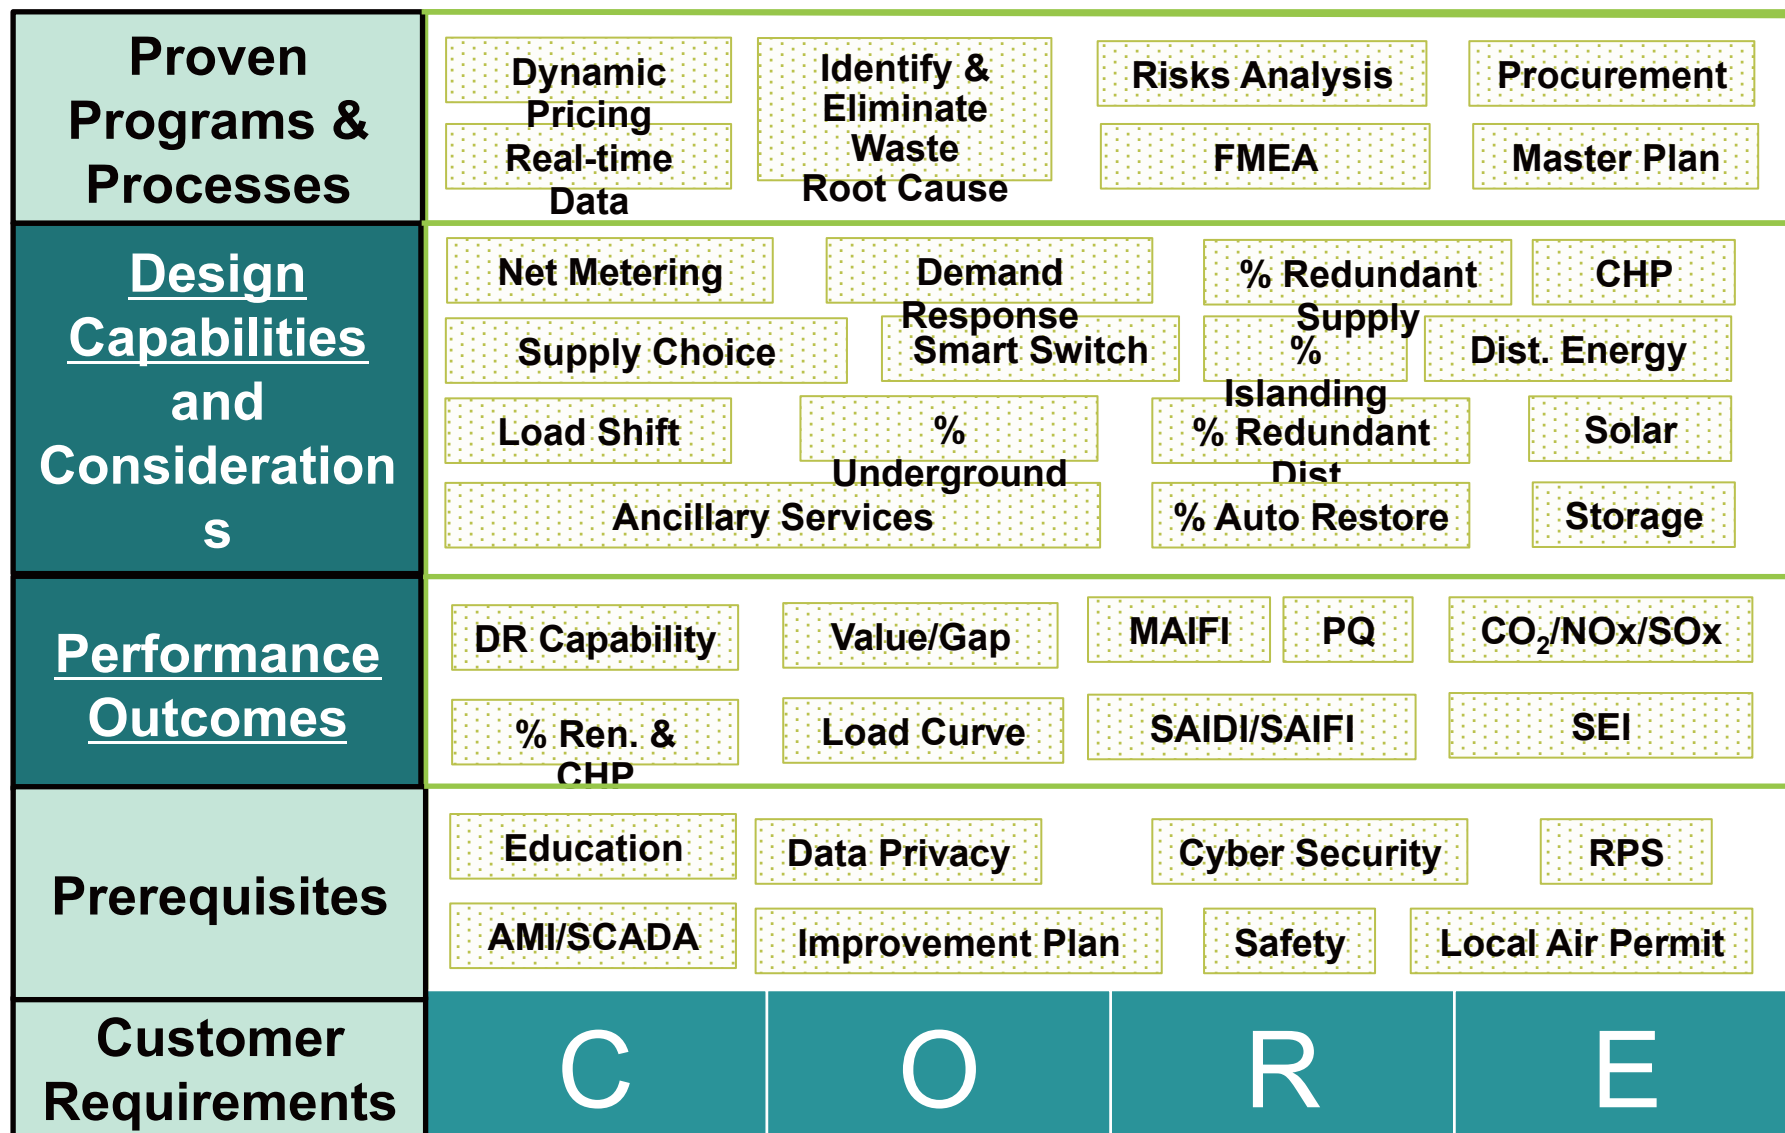 Proven
Programs &
Processes
Dynamic
Pricing
Real-time
Data
Identify &
Eliminate
Waste
Root Cause
Risks Analysis
FMEA
Procurement
Master Plan
Design
Capabilities
and
Consideration
s
Net Metering
Demand
Response
% Redundant
Supply
CHP
Supply Choice
Smart Switch
%
Islanding
Dist. Energy
Load Shift
%
Underground
% Redundant
Dist
Solar
Ancillary Services
% Auto Restore
Storage
Performance
Outcomes
DR Capability
Value/Gap
MAIFI
PQ
CO₂/NOx/SOx
% Ren. &
CHP
Load Curve
SAIDI/SAIFI
SEI
Prerequisites
Education
Data Privacy
Cyber Security
RPS
AMI/SCADA
Improvement Plan
Safety
Local Air Permit
Customer
Requirements
C
O
R
E